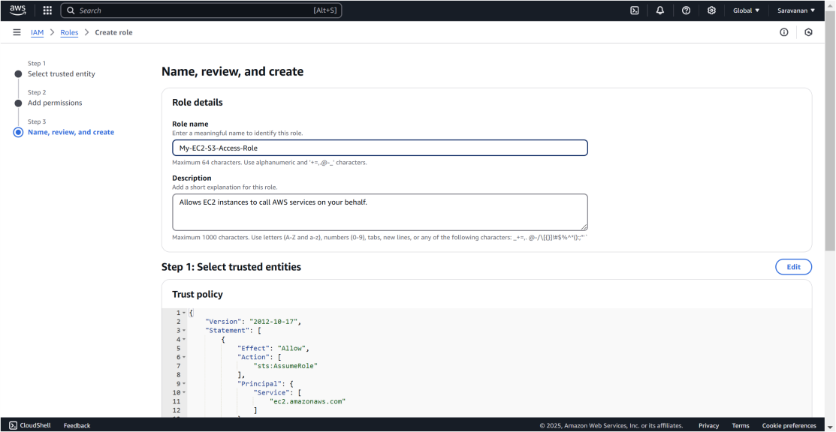 aws
Search [Alt+S] Global ▼ Saravanan ▼
IAM > Roles > Create role
Step 1
Select trusted entity
Step 2
Add permissions
Step 3
Name, review, and create
Name, review, and create
Role details
Role name
Enter a meaningful name to identify this role.
My-EC2-S3-Access-Role
Maximum 64 characters. Use alphanumeric and '+=,.@-_' characters.
Description
Add a short explanation for this role.
Allows EC2 instances to call AWS services on your behalf.
Maximum 1000 characters. Use letters (A-Z and a-z), numbers (0-9), tabs, new lines, or any of the following characters:
Step 1: Select trusted entities
Edit
Trust policy
1 {
2 "Version": "2012-10-17",
3 "Statement": [
4 {
5 "Effect": "Allow",
6 "Action": [
7 "sts:AssumeRole"
8 ],
9 "Principal": {
10 "Service": [
11 "ec2.amazonaws.com"
12 ]
CloudShell Feedback © 2025, Amazon Web Services, Inc. or its affiliates. Privacy Terms Cookie preferences